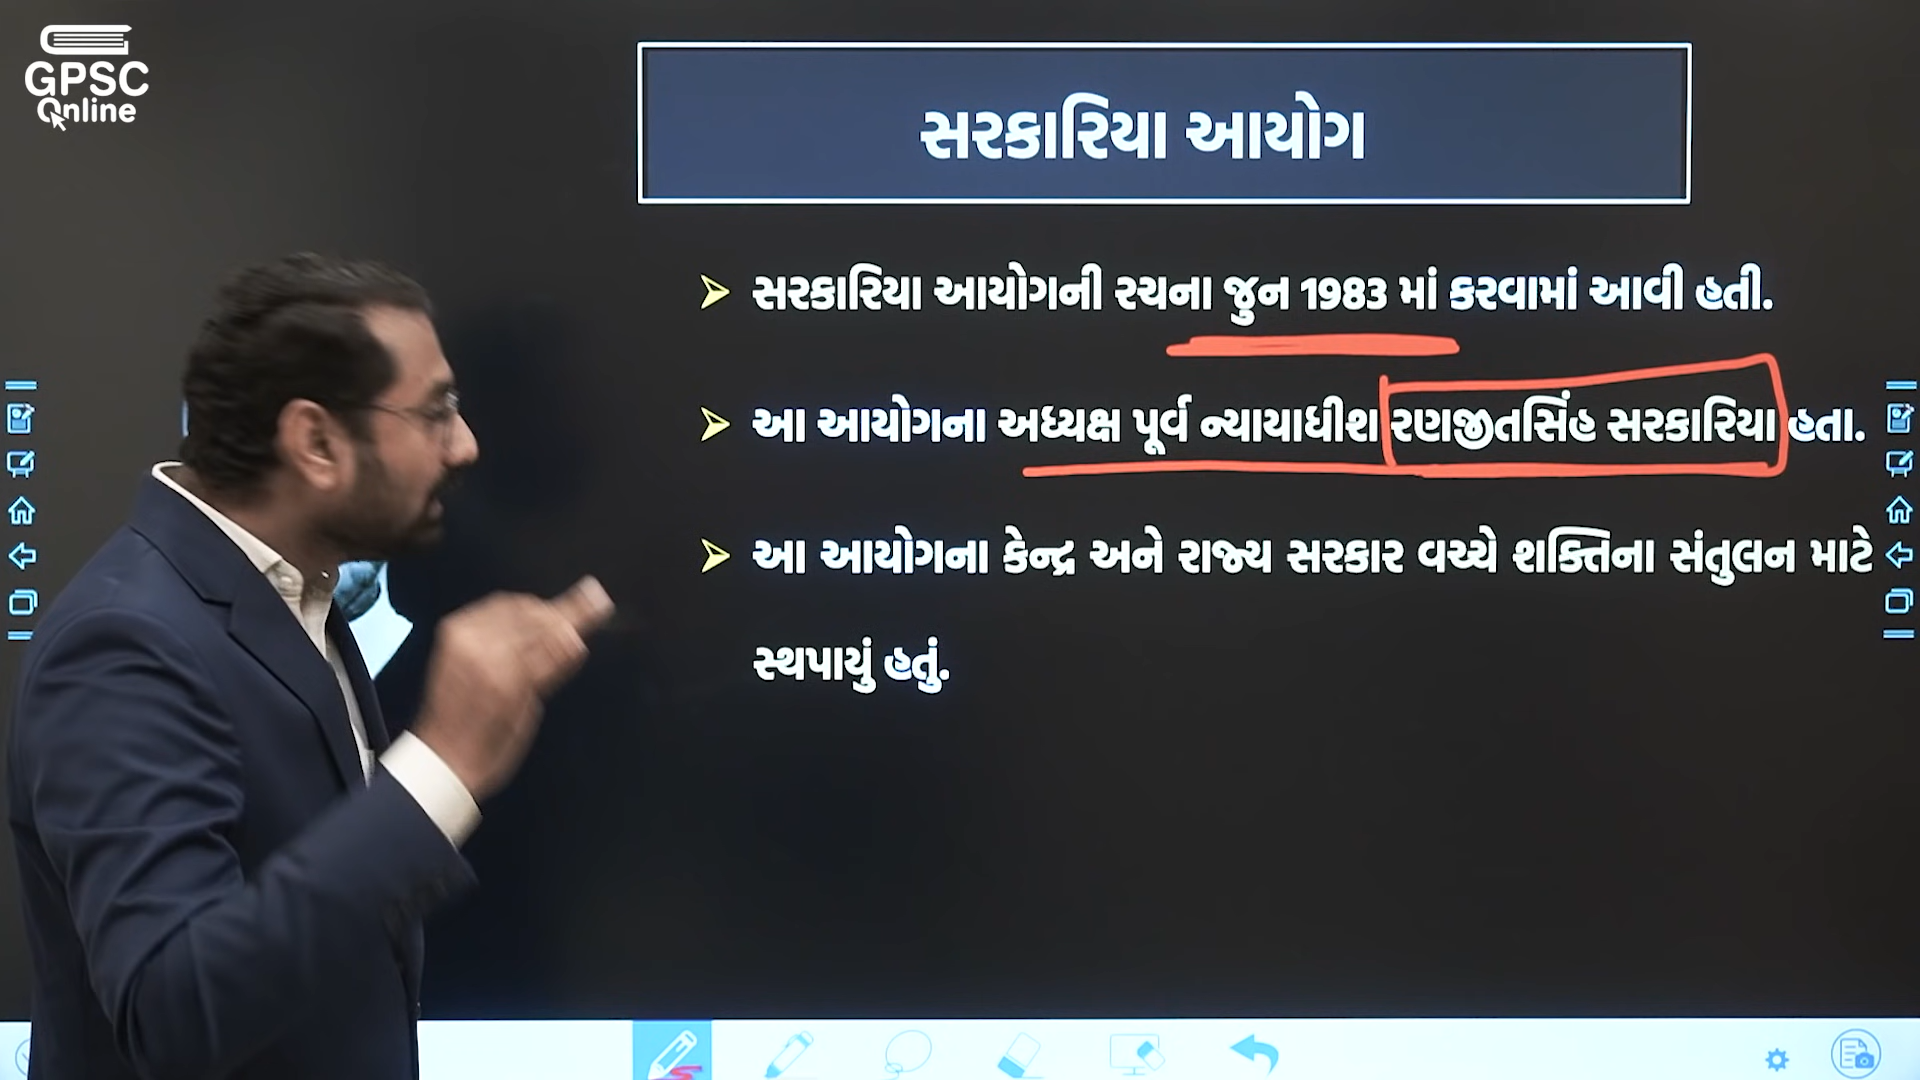 GPSC
Online
સરકારિયા આયોગ
સરકારિયા આયોગની રચના જુન 1983 માં કરવામાં આવી હતી.
આ આયોગના અધ્યક્ષ પૂર્વ ન્યાયાધીશ રણજીતસિંહ સરકારિયા હતા.
આ આયોગના કેન્દ્ર અને રાજ્ય સરકાર વચ્ચે શક્તિના સંતુલન માટે
સ્થપાયું હતું.